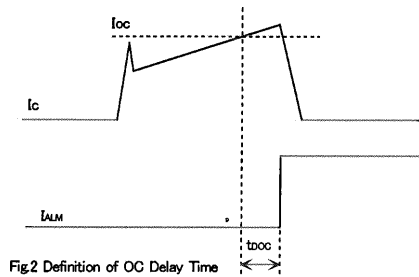 Ioc
Ic
IALM
tDOC
Fig.2 Definition of OC Delay Time